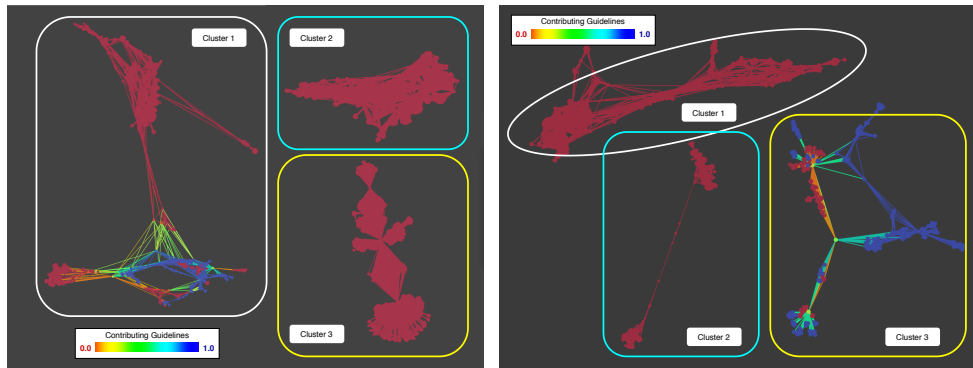 Cluster 1
Cluster 2
Cluster 3
Contributing Guidelines
0.0 1.0
Contributing Guidelines
0.0 1.0
Cluster 1
Cluster 2
Cluster 3